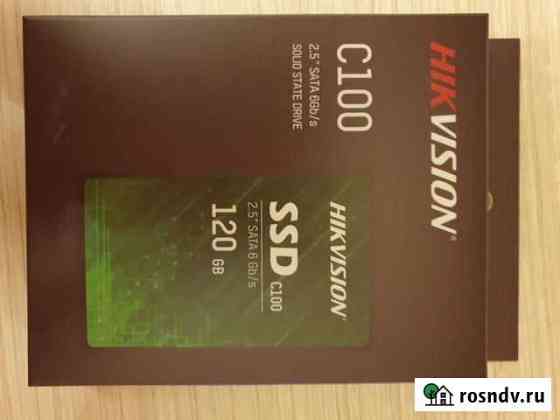 HIKVISION®
C100
2.5" SATA 6Gb/s
SOLID STATE DRIVE
HIKVISION
SSD C100
2.5" SATA 6 Gb/s
120 GB
rosndv.ru